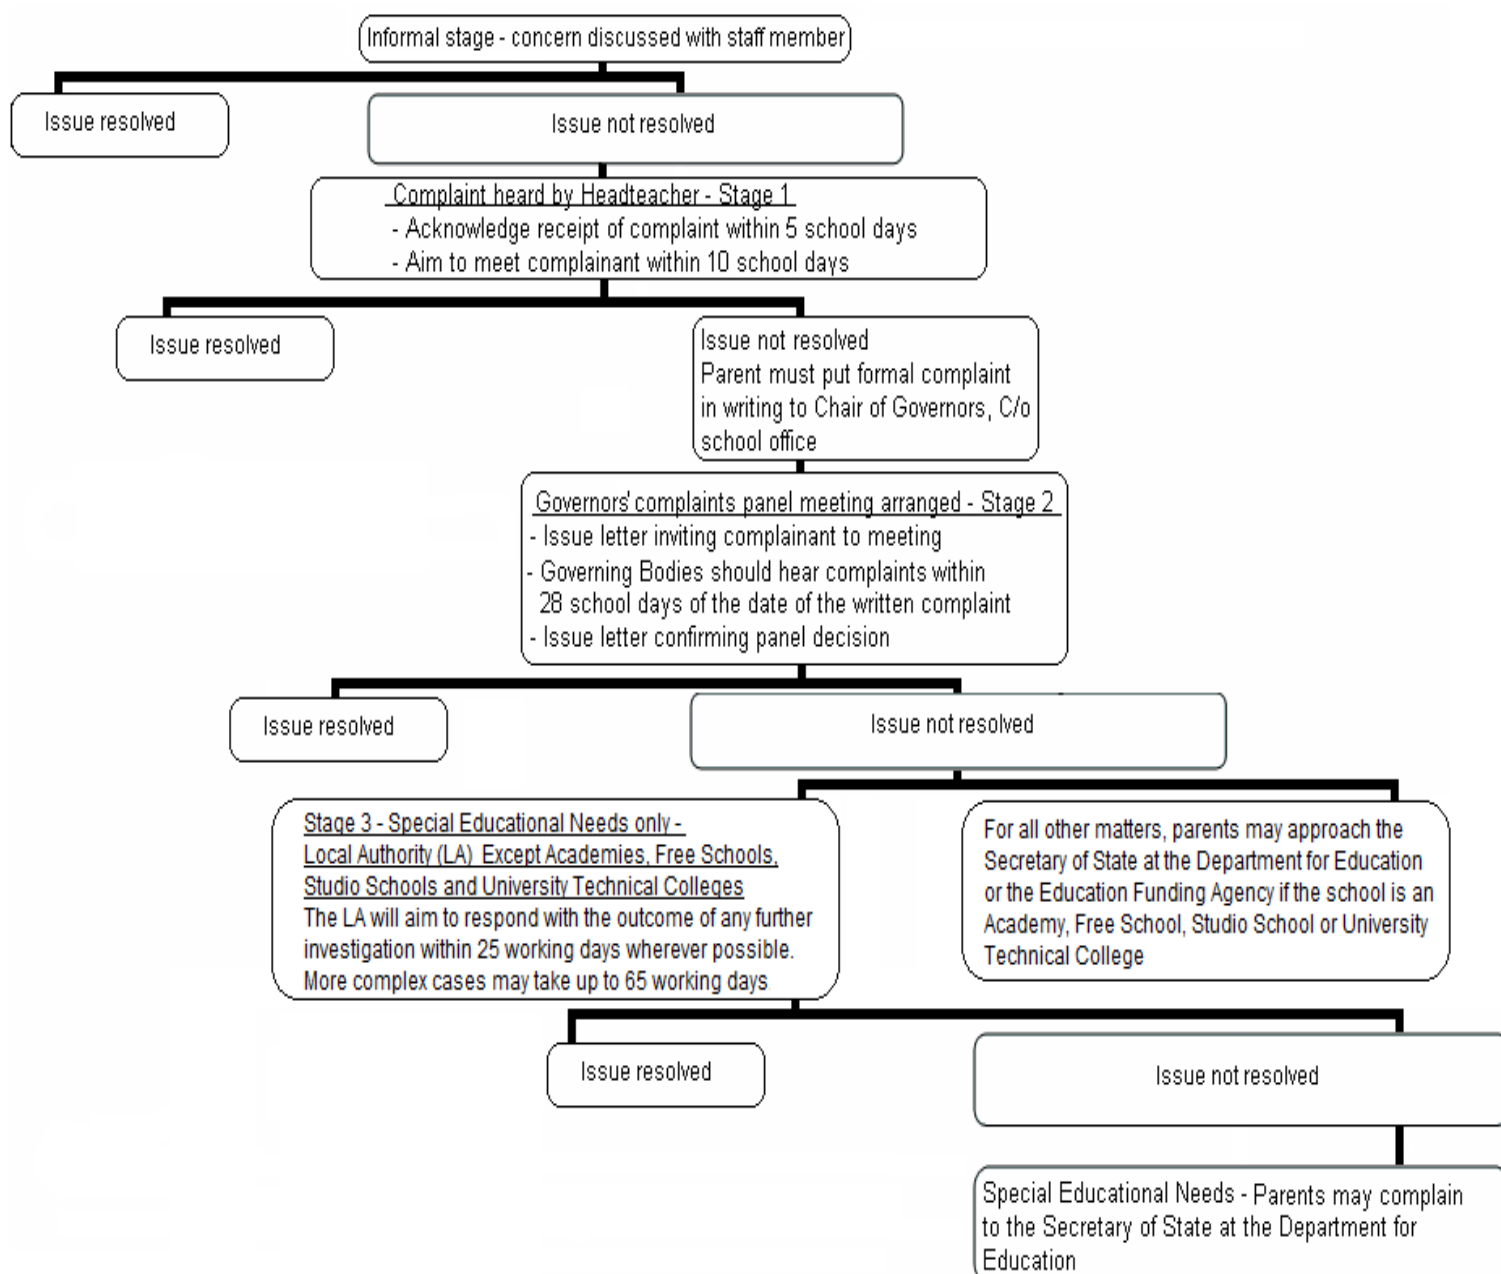 Informal stage - concern discussed with staff member
Issue resolved
Issue not resolved
Complaint heard by Headteacher - Stage 1
- Acknowledge receipt of complaint within 5 school days
- Aim to meet complainant within 10 school days
Issue resolved
Issue not resolved
Parent must put formal complaint
in writing to Chair of Governors, C/o
school office
Governors' complaints panel meeting arranged - Stage 2
- Issue letter inviting complainant to meeting
- Governing Bodies should hear complaints within
28 school days of the date of the written complaint
- Issue letter confirming panel decision
Issue resolved
Issue not resolved
Stage 3 - Special Educational Needs only -
Local Authority (LA) Except Academies, Free Schools,
Studio Schools and University Technical Colleges
The LA will aim to respond with the outcome of any further
investigation within 25 working days wherever possible.
More complex cases may take up to 65 working days
For all other matters, parents may approach the
Secretary of State at the Department for Education
or the Education Funding Agency if the school is an
Academy, Free School, Studio School or University
Technical College
Issue resolved
Issue not resolved
Special Educational Needs - Parents may complain
to the Secretary of State at the Department for
Education